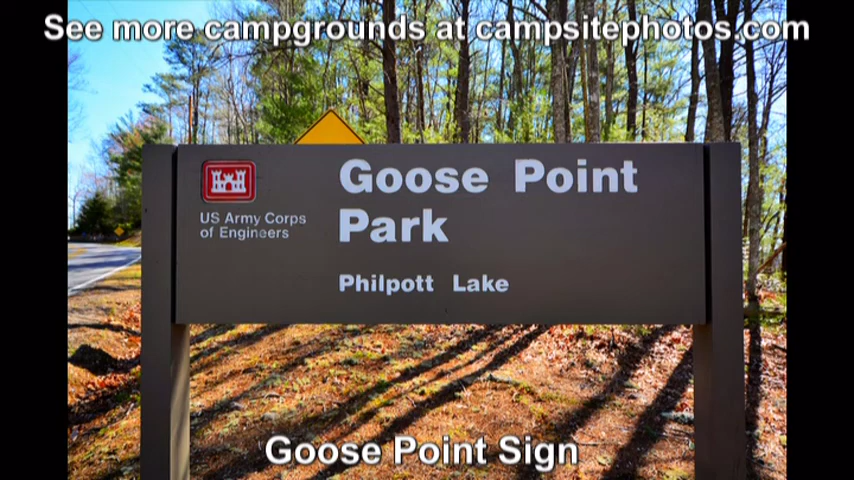 See more campgrounds at campsitephotos.com
Goose Point
Park
US Army Corps
of Engineers
Philpott Lake
Goose Point Sign